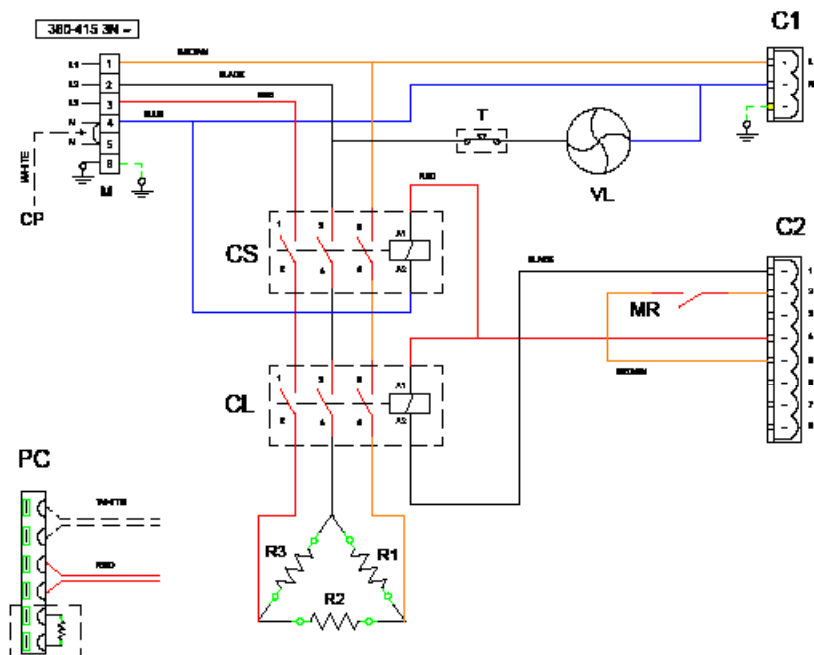 380-415 3N ~
C1
L1 1 BROWN L
L2 2 BLACK N
L3 3 RED
N 4 BLUE
N 5
6
WHITE
CP
M
T
VL
RED
CS
1 3 5 A1
2 4 6 A2
C2
BLACK
1
2
3
4
5
6
7
8
MR
BROWN
CL
1 3 5 A1
2 4 6 A2
PC
WHITE
RED
R3
R1
R2